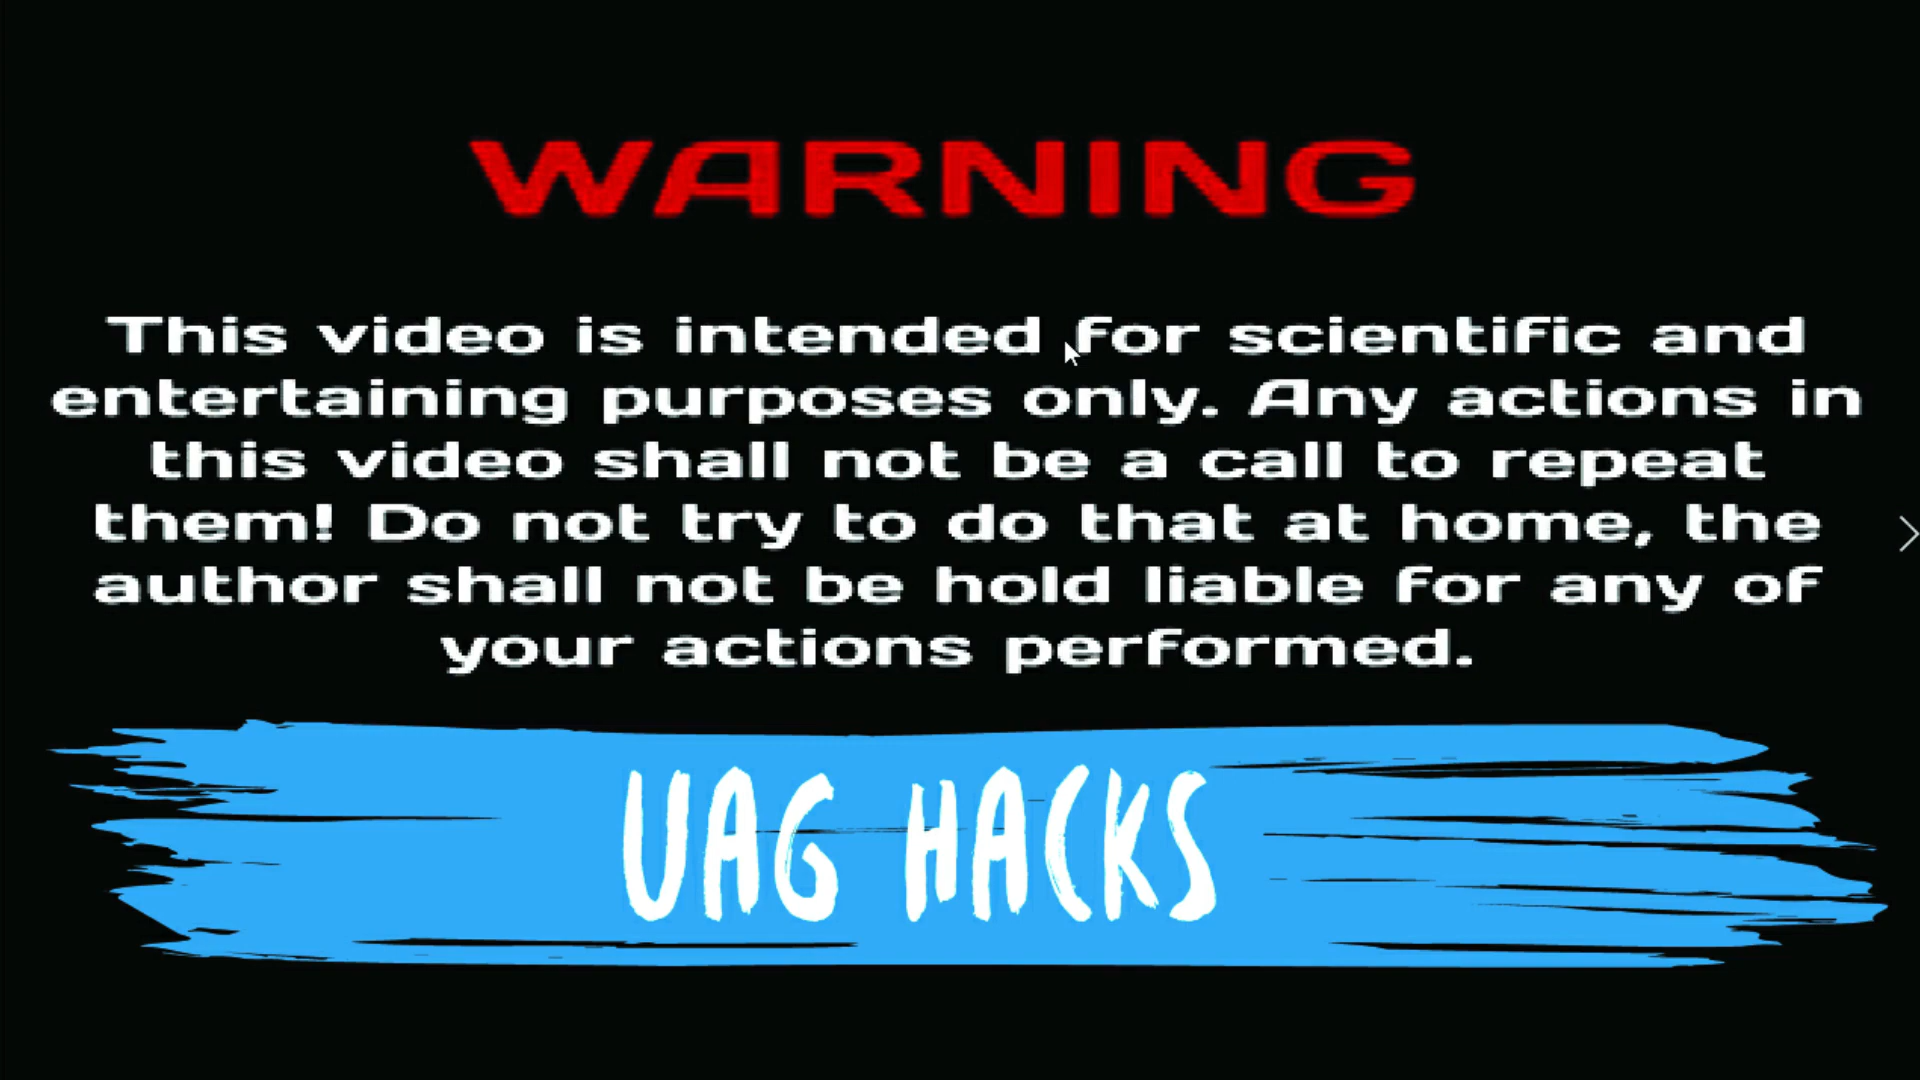 WARNING
This video is intended for scientific and
entertaining purposes only. Any actions in
this video shall not be a call to repeat
them! Do not try to do that at home, the
author shall not be hold liable for any of
your actions performed.
UAG HACKS